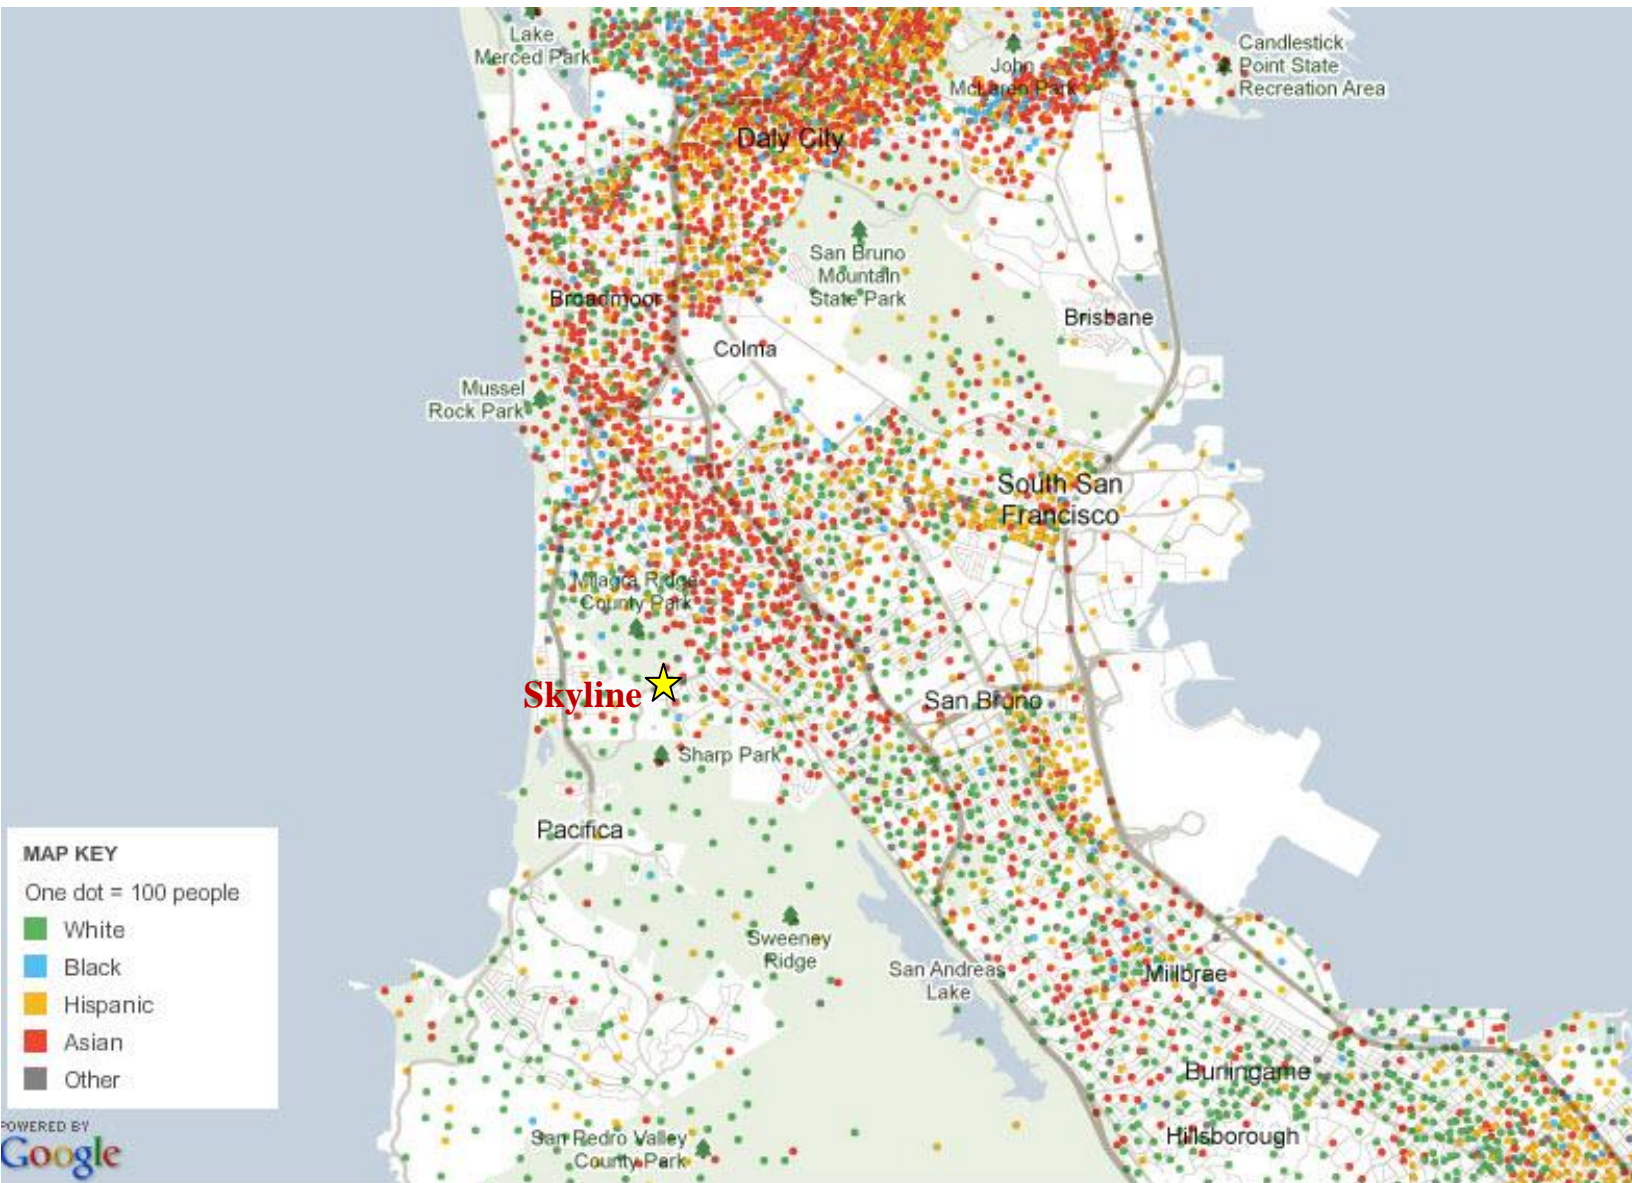 Lake
Merced Park
John
McLaren Park
Candlestick
Point State
Recreation Area
Daly City
San Bruno
Mountain
State Park
Broadmoor
Brisbane
Colma
Mussel
Rock Park
South San
Francisco
Milagra Ridge
County Park
Skyline
San Bruno
Sharp Park
Pacifica
MAP KEY
One dot = 100 people
White
Black
Hispanic
Asian
Other
Sweeney
Ridge
San Andreas
Lake
Millbrae
Burlingame
Hillsborough
San Pedro Valley
County Park
POWERED BY
Google